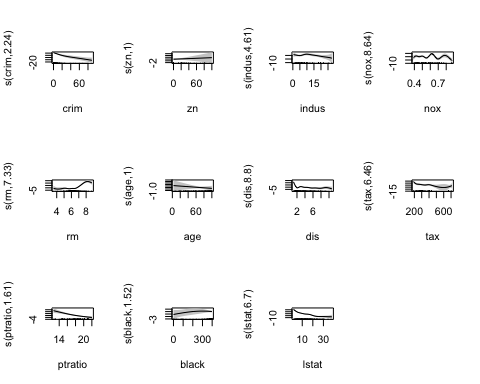 s(crim,2.24)
-20
0 60
crim
s(zn,1)
-2
0 60
zn
s(indus,4.61)
-10
0 15
indus
s(nox,8.64)
-10
0.4 0.7
nox
s(rm,7.33)
-5
4 6 8
rm
s(age,1)
-1.0
0 60
age
s(dis,8.8)
-5
2 6
dis
s(tax,6.46)
-15
200 600
tax
s(ptratio,1.61)
-4
14 20
ptratio
s(black,1.52)
-3
0 300
black
s(lstat,6.7)
-10
10 30
lstat